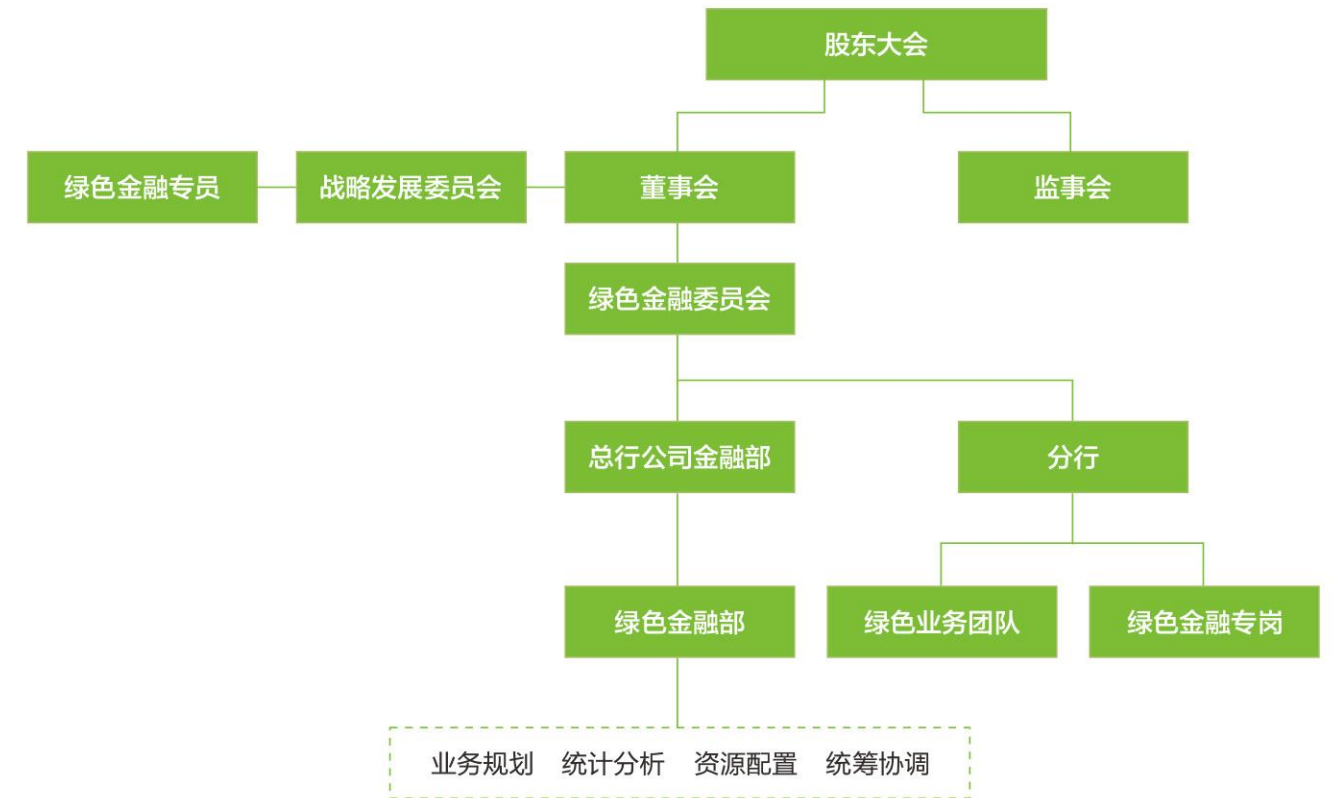 股东大会
绿色金融专员
战略发展委员会
董事会
监事会
绿色金融委员会
总行公司金融部
分行
绿色金融部
绿色业务团队
绿色金融专岗
业务规划 统计分析 资源配置 统筹协调